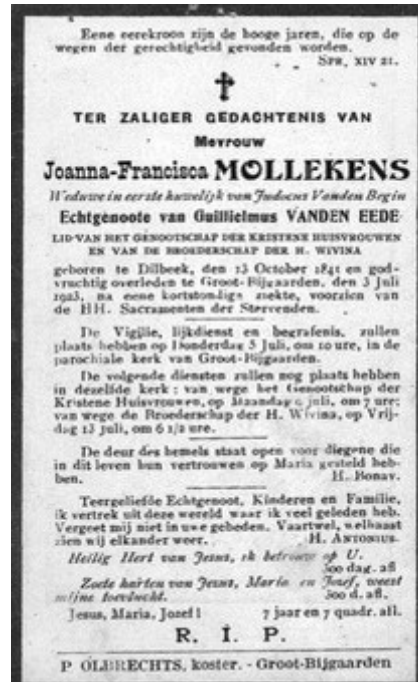 Eene eerekroon zijn de hooge jaren, die op de
wegen der gerechtigheid gevonden worden.
SPR, XIV 21.
TER ZALIGER GEDACHTENIS VAN
Mevrouw
Joanna-Francisca MOLLEKENS
Weduwe in eerste huwelijk van Judocus Vanden Begin
Echtgenoote van Guillielmus VANDEN EEDE
LID VAN HET GENOOTSCHAP DER KRISTENE HUISVROUWEN
EN VAN DE BROEDERSCHAP DER H. WIVINA
geboren te Dilbeek, den 13 October 1841 en god-
vruchtig overleden te Groot-Bijgaarden, den 3 Juli
1923, na eene kortstondige ziekte, voorzien van
de HH. Sacramenten der Stervenden.
De Vigilie, lijkdienst en begrafenis, zullen
plaats hebben op Donderdag 5 Juli, om 10 ure, in de
parochiale kerk van Groot-Bijgaarden.
De volgende diensten zullen nog plaats hebben
in dezelfde kerk : van wege het Genootschap der
Kristene Huisvrouwen, op Maandag juli, om 7 ure;
van wege de Broederschap der H. Wivina, op Vrij-
dag 13 juli, om 6 1/2 ure.
De deur des hemels staat open voor diegene die
in dit leven hun vertrouwen op Maria gesteld heb-
ben. H. Bonav.
Teergeliefde Echtgenoot, Kinderen en Familie,
ik vertrek uit deze wereld waar ik veel geleden heb.
Vergeet mij niet in uwe gebeden. Vaartwel, welhaast
zien wij elkander weer. H. ANTONIUS.
Heilig Hert van Jesus, ik betrouw op U.
300 dag. afl
Zoete harten van Jesus, Maria en Jozef, weest
mijne toevlucht. 300 d. afl.
Jesus, Maria, Jozef! 7 jaar en 7 quadr. afl.
R. I. P.
P OLBRECHTS, koster. - Groot-Bijgaarden